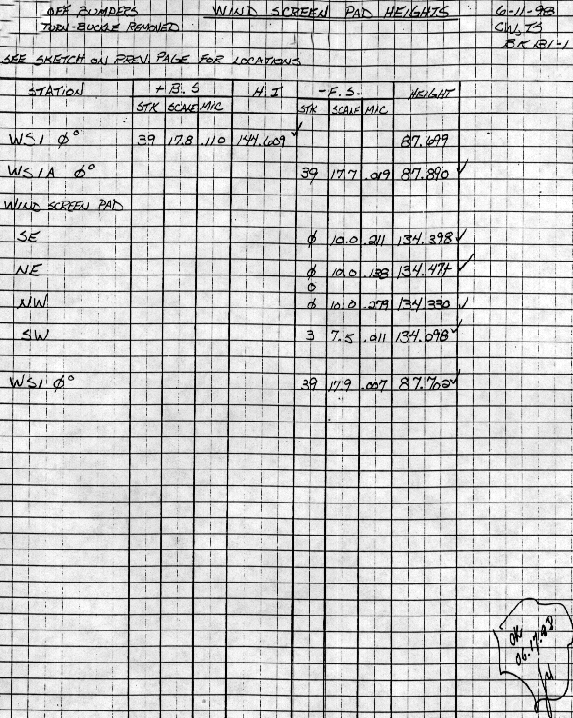 OFF BUMPERS WIND SCREEN PAD HEIGHTS 6-11-98
TURN-BUCKLE REMOVED CW, TS
BK 181-1
SEE SKETCH ON PREV. PAGE FOR LOCATIONS
STATION + B.S H.I - F.S. HEIGHT
STK SCALE MIC STK SCALE MIC
WS1 ϕ° 39 17.8 .110 144.609 ✓ 87.699
WS1A ϕ° 39 17.7 .019 87.890 ✓
WIND SCREEN PAD
SE ϕ 10.0 .211 134.398 ✓
NE ϕ 10.0 .138 134.471 ✓
0
NW ϕ 10.0 .279 134.330 ✓
SW 3 7.5 .011 134.098 ✓
WS1 ϕ° 39 17.9 .007 87.702 ✓
OK
06.17.98